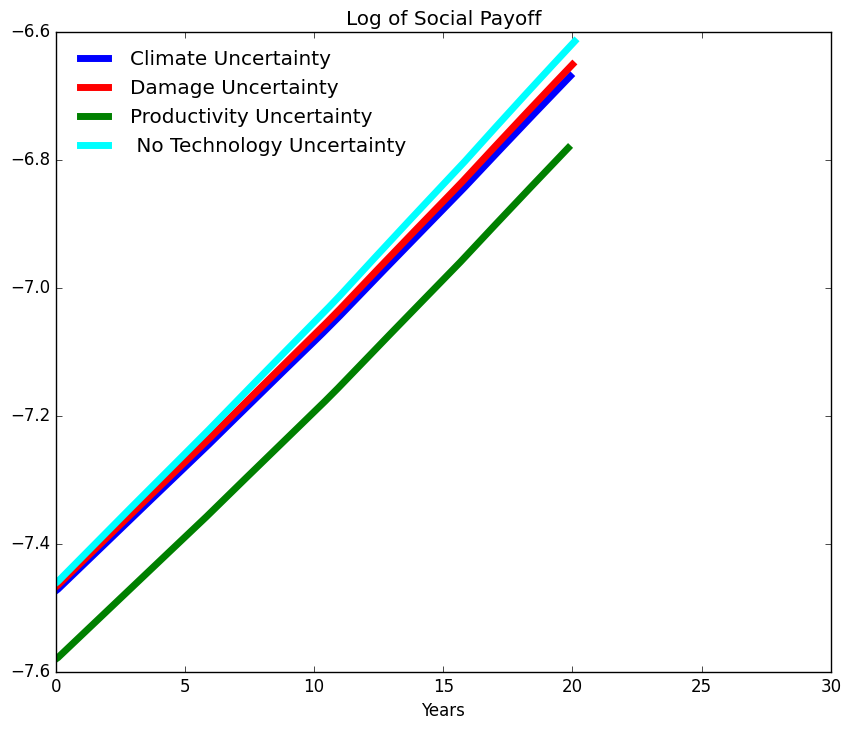 Log of Social Payoff
−6.6
−6.8
−7.0
−7.2
−7.4
−7.6
Climate Uncertainty
Damage Uncertainty
Productivity Uncertainty
No Technology Uncertainty
0 5 10 15 20 25 30
Years